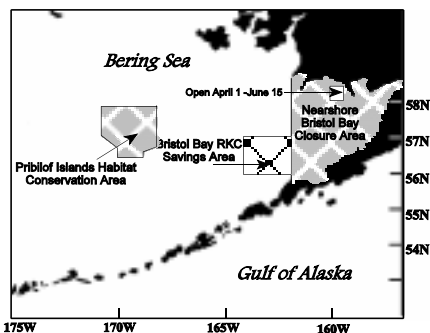 Bering Sea
Open April 1 -June 15
Nearshore
Bristol Bay
Closure Area
58N
Bristol Bay RKC
Savings Area
57N
Pribilof Islands Habitat
Conservation Area
56N
55N
54N
Gulf of Alaska
175W
170W
165W
160W